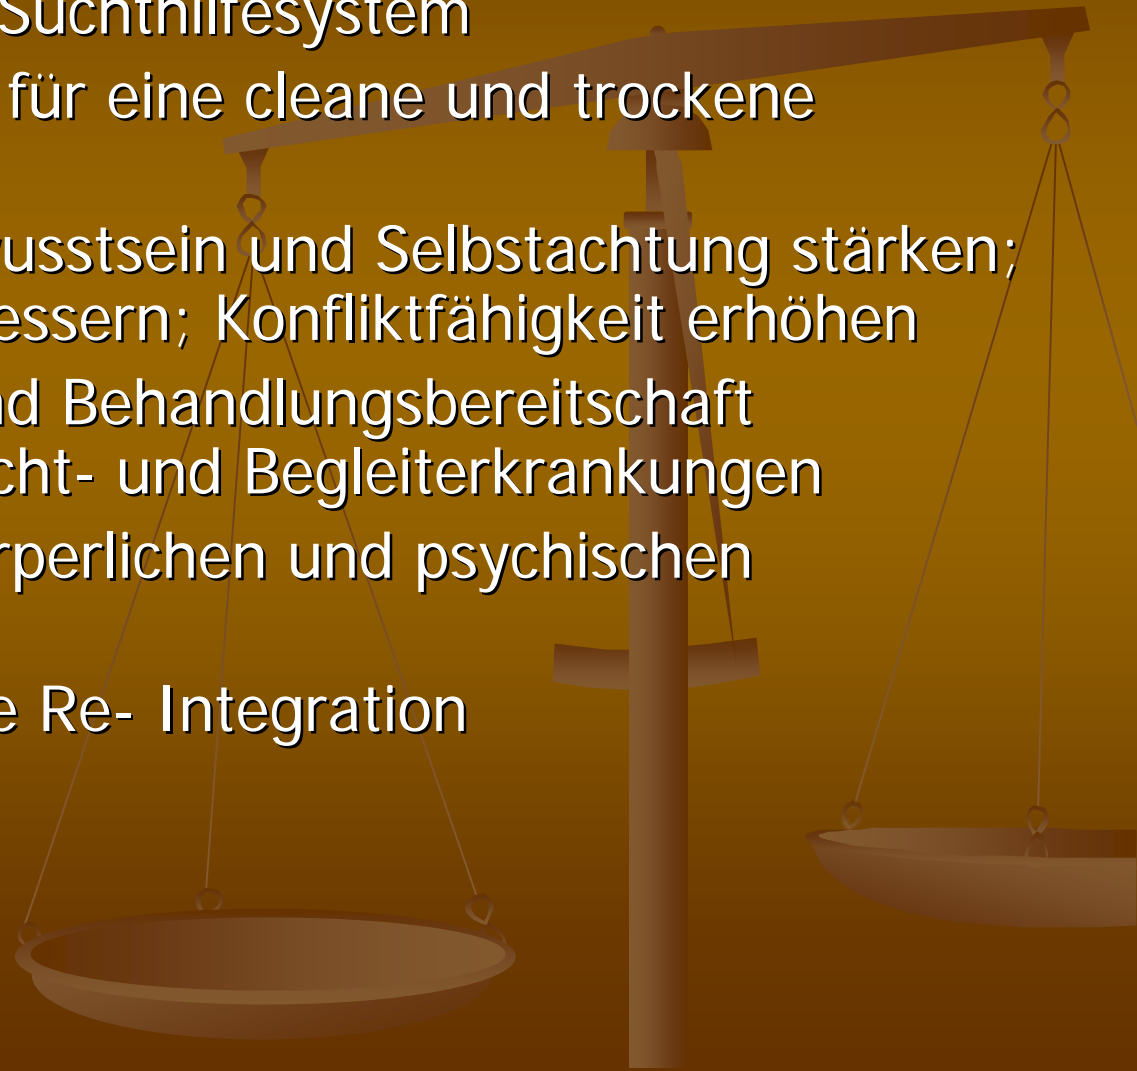 Suchthilfesystem
für eine cleane und trockene
usstsein und Selbstachtung stärken;
essern; Konfliktfähigkeit erhöhen
nd Behandlungsbereitschaft
cht- und Begleiterkrankungen
rperlichen und psychischen
e Re- Integration